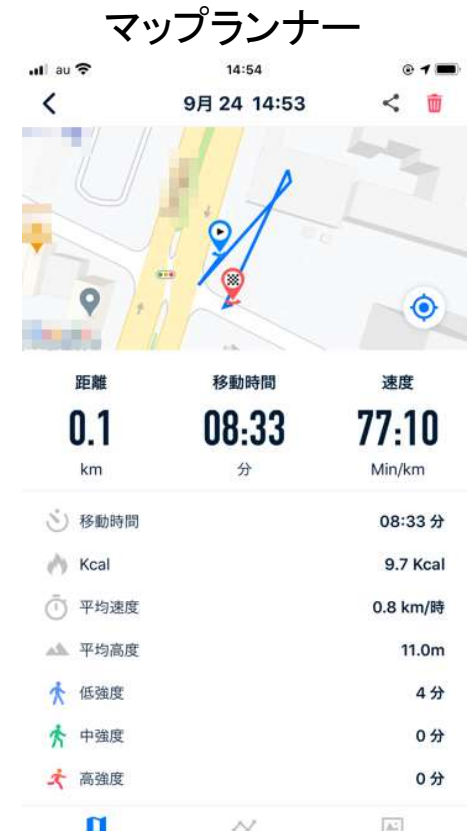 マップランナー
au 14:54
9月 24 14:53
距離 移動時間 速度
0.1 08:33 77:10
km 分 Min/km
移動時間 08:33 分
Kcal 9.7 Kcal
平均速度 0.8 km/時
平均高度 11.0m
低強度 4 分
中強度 0 分
高強度 0 分